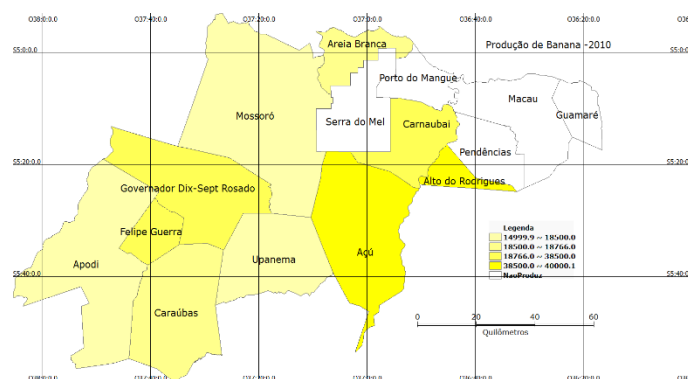 O38:0:0.0 O37:20:0.0 O37:0:0.0 O36:40:0.0 O36:20:0.0
S5:0:0.0
Areia Branca
Produção de Banana -2010
S5:0:0.0
Porto do Mangue
Macau
Guamaré
Mossoró
Serra do Mel
Carnaubai
Pendências
S5:20:0.0
S5:20:0.0
Governador Dix-Sept Rosado
Alto do Rodrigues
Felipe Guerra
Apodi
Upanema
Açú
Legenda
14999.9 ~ 18500.0
18500.0 ~ 18766.0
18766.0 ~ 38500.0
38500.0 ~ 40000.1
NaoProduz
S5:40:0.0
S5:40:0.0
Caraúbas
0 20 40 60
Quilômetros